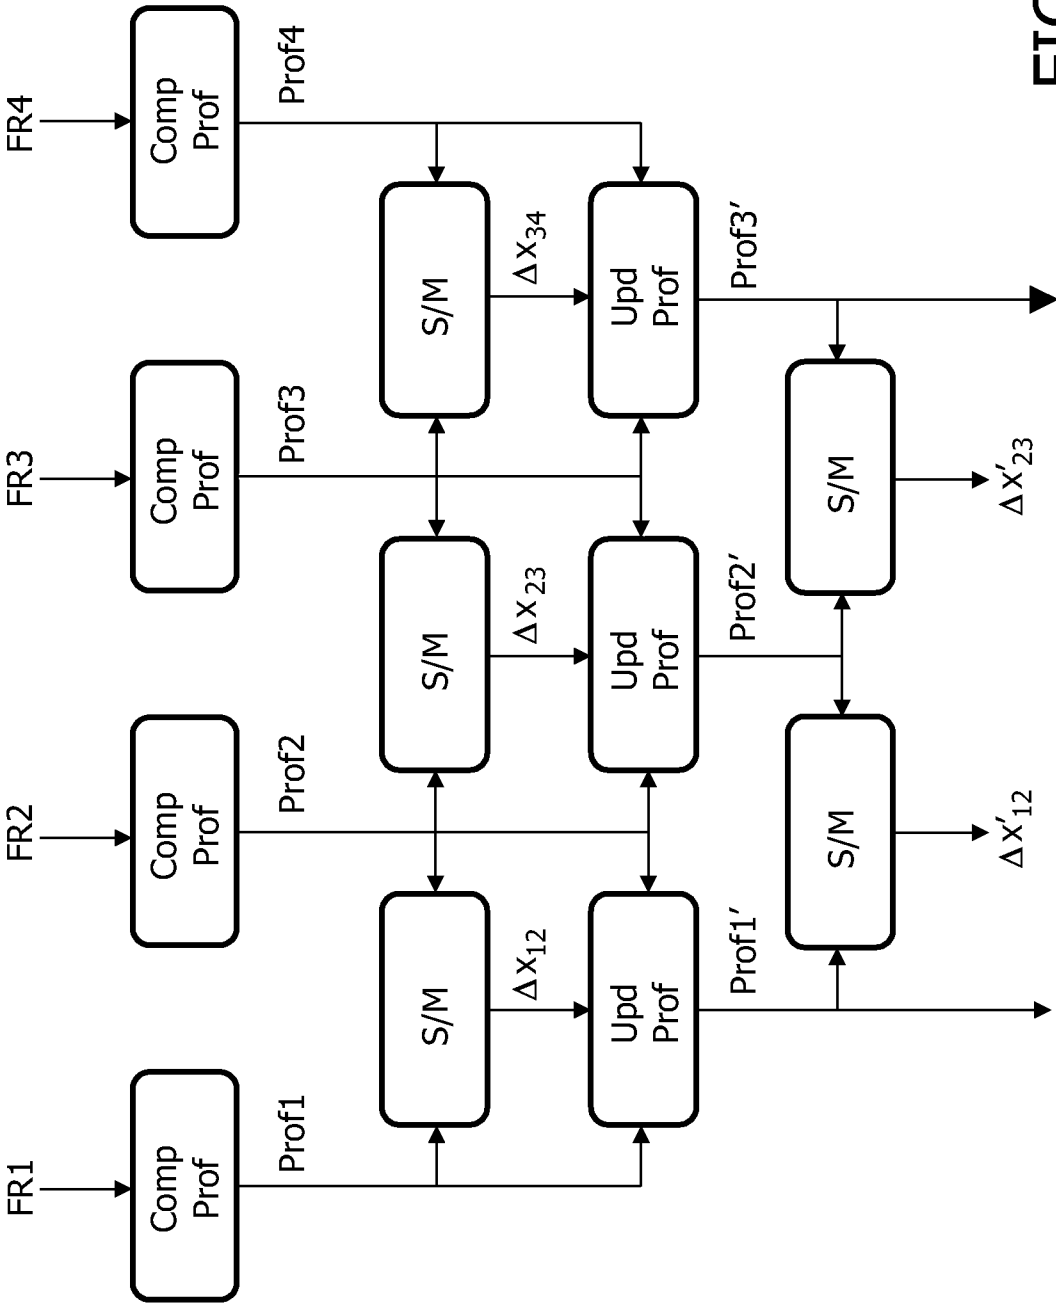 FR1
FR2
FR3
FR4
Comp
Prof
Comp
Prof
Comp
Prof
Comp
Prof
Prof1
Prof2
Prof3
Prof4
S/M
S/M
S/M
Δx₁₂
Δx₂₃
Δx₃₄
Upd
Prof
Upd
Prof
Upd
Prof
Prof1′
Prof2′
Prof3′
S/M
S/M
Δx′₁₂
Δx′₂₃